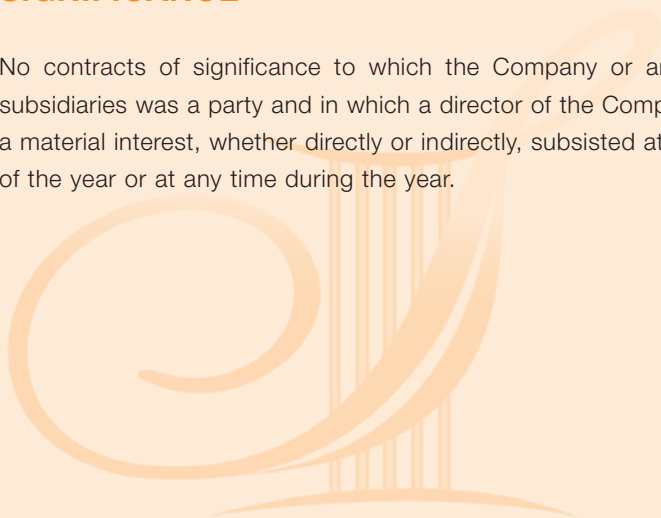 No contracts of significance to which the Company or
subsidiaries was a party and in which a director of the Comp
a material interest, whether directly or indirectly, subsisted at
of the year or at any time during the year.